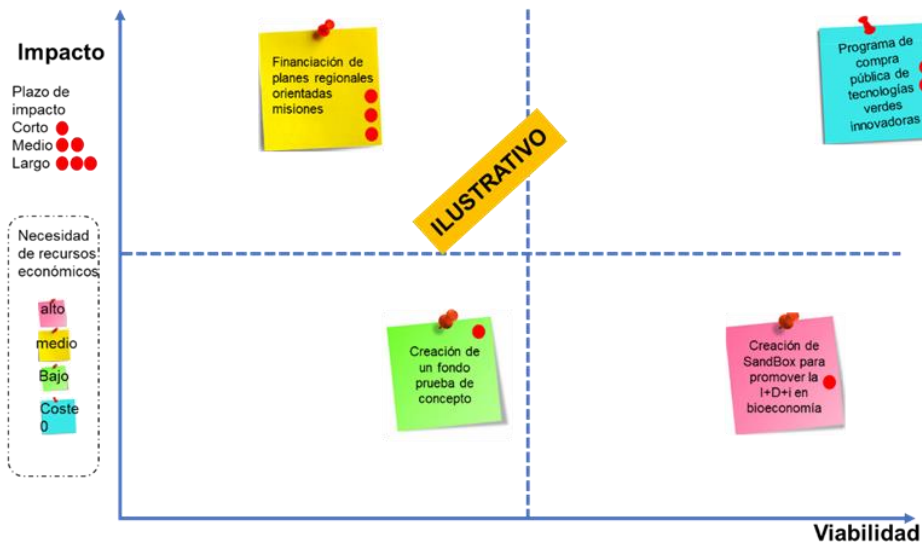 Impacto
Plazo de
impacto
Corto
Medio
Largo
Necesidad
de recursos
económicos
alto
medio
Bajo
Coste
0
Financiación de
planes regionales
orientadas
misiones
Programa de
compra
pública de
tecnologías
verdes
innovadoras
ILUSTRATIVO
Creación de
un fondo
prueba de
concepto
Creación de
SandBox para
promover la
I+D+i en
bioeconomía
Viabilidad